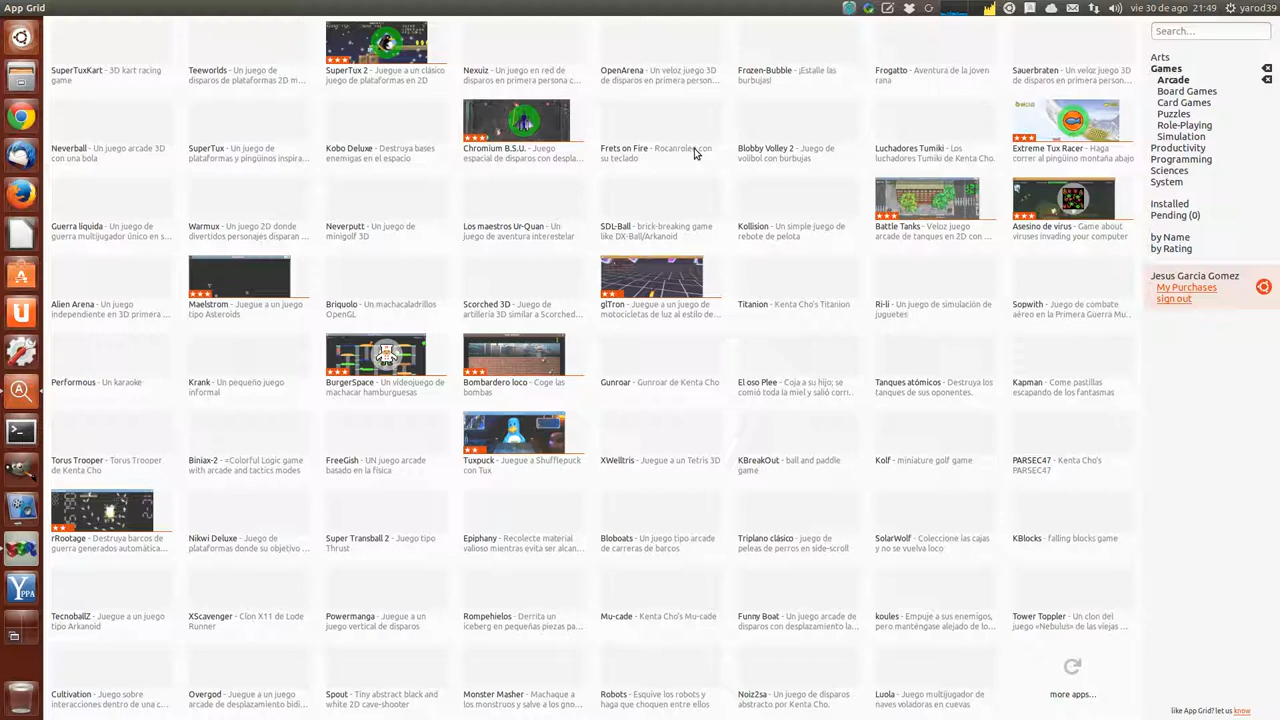 App Grid
vie 30 de ago
21:49
yarod39
SuperTuxKart - 3D kart racing
game
Teeworlds - Un juego de
disparos de plataformas 2D m...
SuperTux 2 - Juegue a un clásico
juego de plataformas en 2D
Nexuiz - Un juego en red de
disparos en primera persona c...
OpenArena - Un veloz juego 3D
de disparos en primera person...
Frozen-Bubble - ¡Estalle las
burbujas!
Frogatto - Aventura de la joven
rana
Sauerbraten - Un veloz juego 3D
de disparos en primera person...
Neverball - Un juego arcade 3D
con una bola
SuperTux - Un juego de
plataformas y pingüinos inspira...
Kobo Deluxe - Destruya bases
enemigas en el espacio
Chromium B.S.U. - Juego
espacial de disparos con despla...
Frets on Fire - Rocanrolee con
su teclado
Blobby Volley 2 - Juego de
volibol con burbujas
Luchadores Tumiki - Los
luchadores Tumiki de Kenta Cho.
Extreme Tux Racer - Haga
correr al pingüino montaña abajo
Guerra líquida - Un juego de
guerra multijugador único en s...
Warmux - Un juego 2D donde
divertidos personajes disparan ...
Neverputt - Un juego de
minigolf 3D
Los maestros Ur-Quan - Un
juego de aventura interestelar
SDL-Ball - brick-breaking game
like DX-Ball/Arkanoid
Kollision - Un simple juego de
rebote de pelota
Battle Tanks - Veloz juego
arcade de tanques en 2D con ...
Asesino de virus - Game about
viruses invading your computer
Alien Arena - Un juego
independiente en 3D primera ...
Maelstrom - Juegue a un juego
tipo Asteroids
Briquolo - Un machacaladrillos
OpenGL
Scorched 3D - Juego de
artillería 3D similar a Scorched...
glTron - Juegue a un juego de
motocicletas de luz al estilo de...
Titanion - Kenta Cho's Titanion
Ri-li - Un juego de simulación de
juguetes
Sopwith - Juego de combate
aéreo en la Primera Guerra Mu...
Performous - Un karaoke
Krank - Un pequeño juego
informal
BurgerSpace - Un videojuego de
machacar hamburguesas
Bombardero loco - Coge las
bombas
Gunroar - Gunroar de Kenta Cho
El oso Plee - Coja a su hijo; se
comió toda la miel y salió corri...
Tanques atómicos - Destruya los
tanques de sus oponentes.
Kapman - Come pastillas
escapando de los fantasmas
Torus Trooper - Torus Trooper
de Kenta Cho
Biniax-2 - =Colorful Logic game
with arcade and tactics modes
FreeGish - UN juego arcade
basado en la física
Tuxpuck - Juegue a Shufflepuck
con Tux
XWelltris - Juegue a un Tetris 3D
KBreakOut - ball and paddle
game
Kolf - miniature golf game
PARSEC47 - Kenta Cho's
PARSEC47
rRootage - Destruya barcos de
guerra generados automática...
Nikwi Deluxe - Juego de
plataformas donde su objetivo ...
Super Transball 2 - Juego tipo
Thrust
Epiphany - Recolecte material
valioso mientras evita ser alcan...
Bloboats - Un juego tipo arcade
de carreras de barcos
Triplano clásico - juego de
peleas de perros en side-scroll
SolarWolf - Coleccione las cajas
y no se vuelva loco
KBlocks - falling blocks game
TecnoballZ - Juegue a un juego
tipo Arkanoid
XScavenger - Clon X11 de Lode
Runner
Powermanga - Juegue a un
juego vertical de disparos
Rompehielos - Derrita un
iceberg en pequeñas piezas pa...
Mu-cade - Kenta Cho's Mu-cade
Funny Boat - Un juego arcade de
disparos con desplazamiento la...
koules - Empuje a sus enemigos,
pero manténgase alejado de lo...
Tower Toppler - Un clon del
juego «Nebulus» de las viejas ...
Cultivation - Juego sobre
interacciones dentro de una c...
Overgod - Juegue a un juego
arcade de desplazamiento bidi...
Spout - Tiny abstract black and
white 2D cave-shooter
Monster Masher - Machaque a
los monstruos y salve a los gno...
Robots - Esquive los robots y
haga que choquen entre ellos
Noiz2sa - Un juego de disparos
abstracto por Kenta Cho.
Luola - Juego multijugador de
naves voladoras en cuevas
more apps...
Search...
Arts
Games
Arcade
Board Games
Card Games
Puzzles
Role-Playing
Simulation
Productivity
Programming
Sciences
System
Installed
Pending (0)
by Name
by Rating
Jesus Garcia Gomez
My Purchases
sign out
like App Grid? let us know